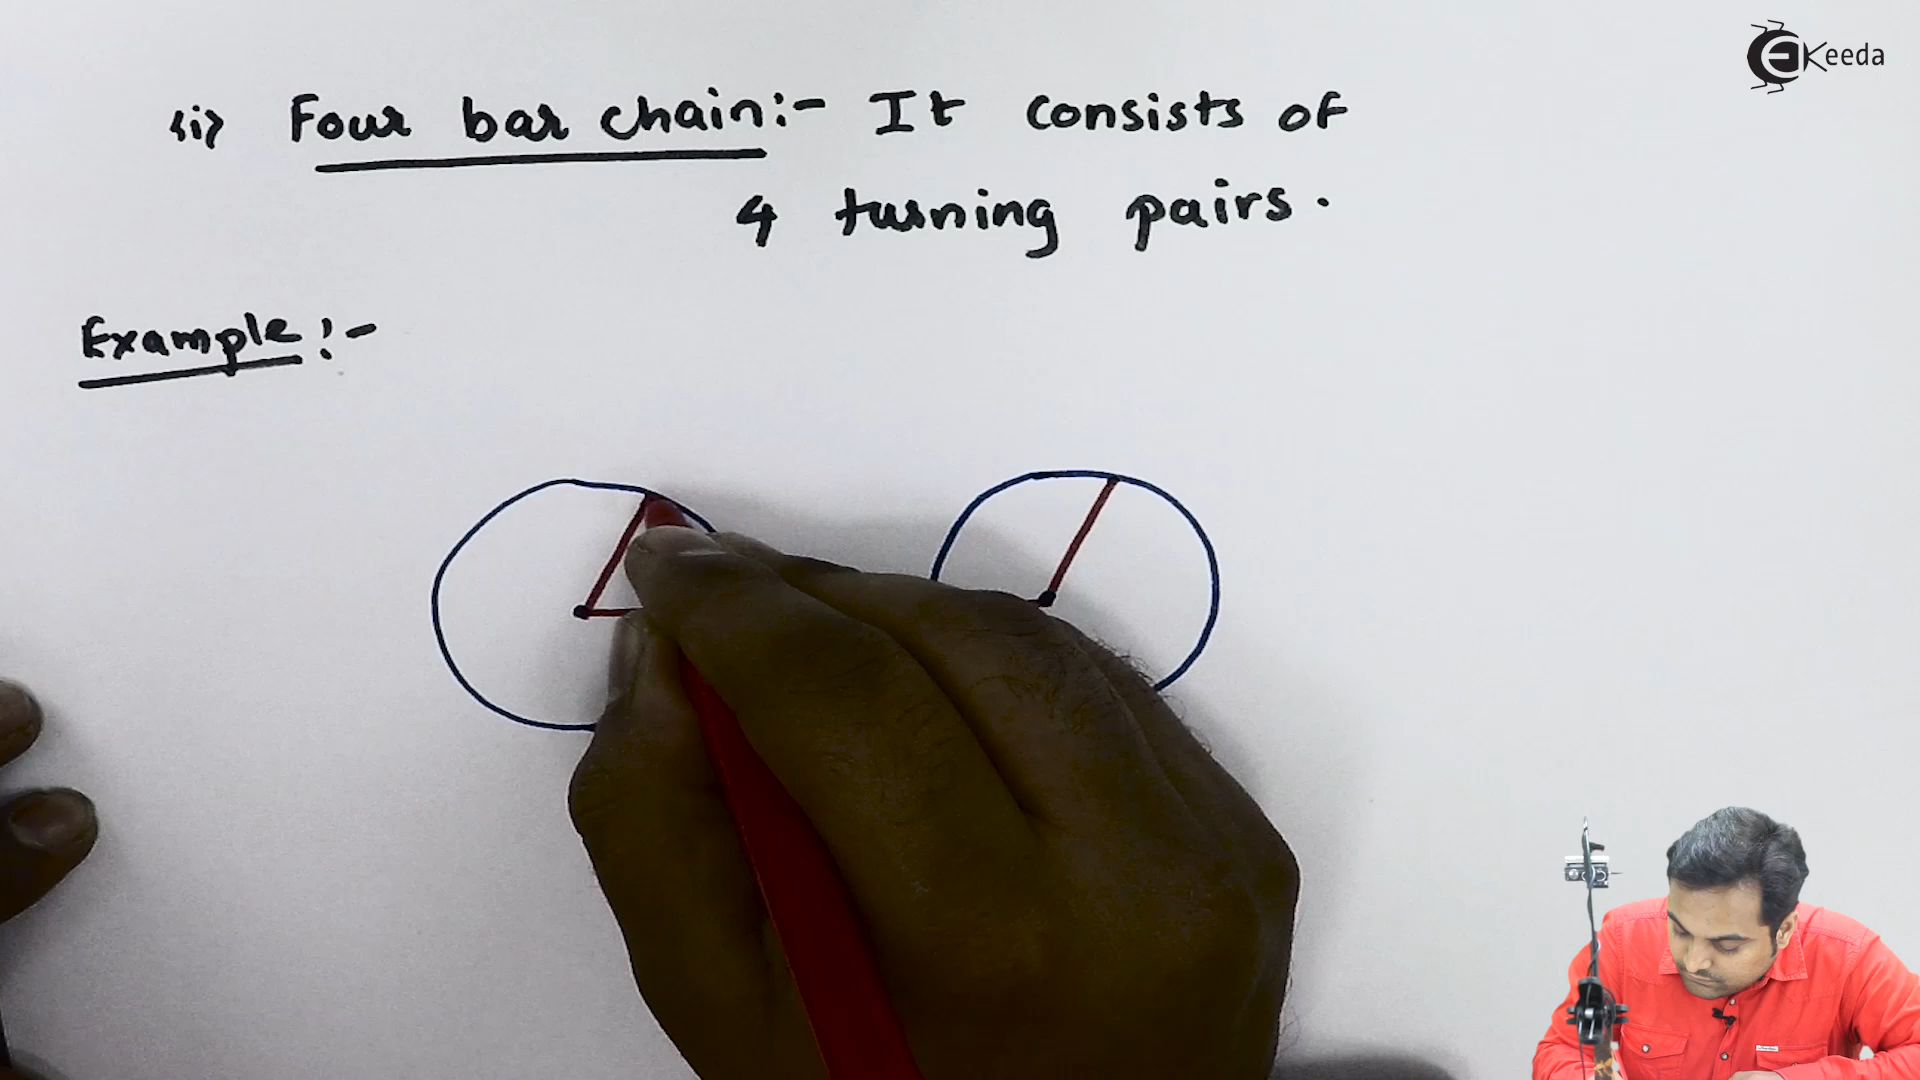 (ii) Four bar chain:- It consists of
4 turning pairs.
Example:-
EKeeda